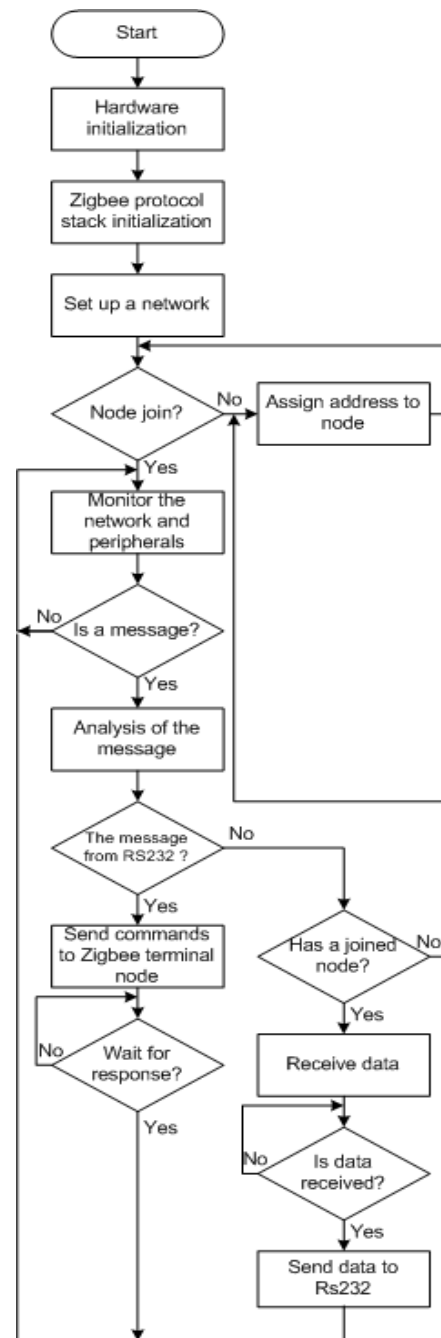 Start
Hardware
initialization
Zigbee protocol
stack initialization
Set up a network
Node join?
No
Assign address to
node
Yes
Monitor the
network and
peripherals
No
Is a message?
Yes
Analysis of the
message
The message
from RS232 ?
No
Yes
Send commands
to Zigbee terminal
node
Has a joined
node?
No
Yes
No
Wait for
response?
Yes
Receive data
No
Is data
received?
Yes
Send data to
Rs232